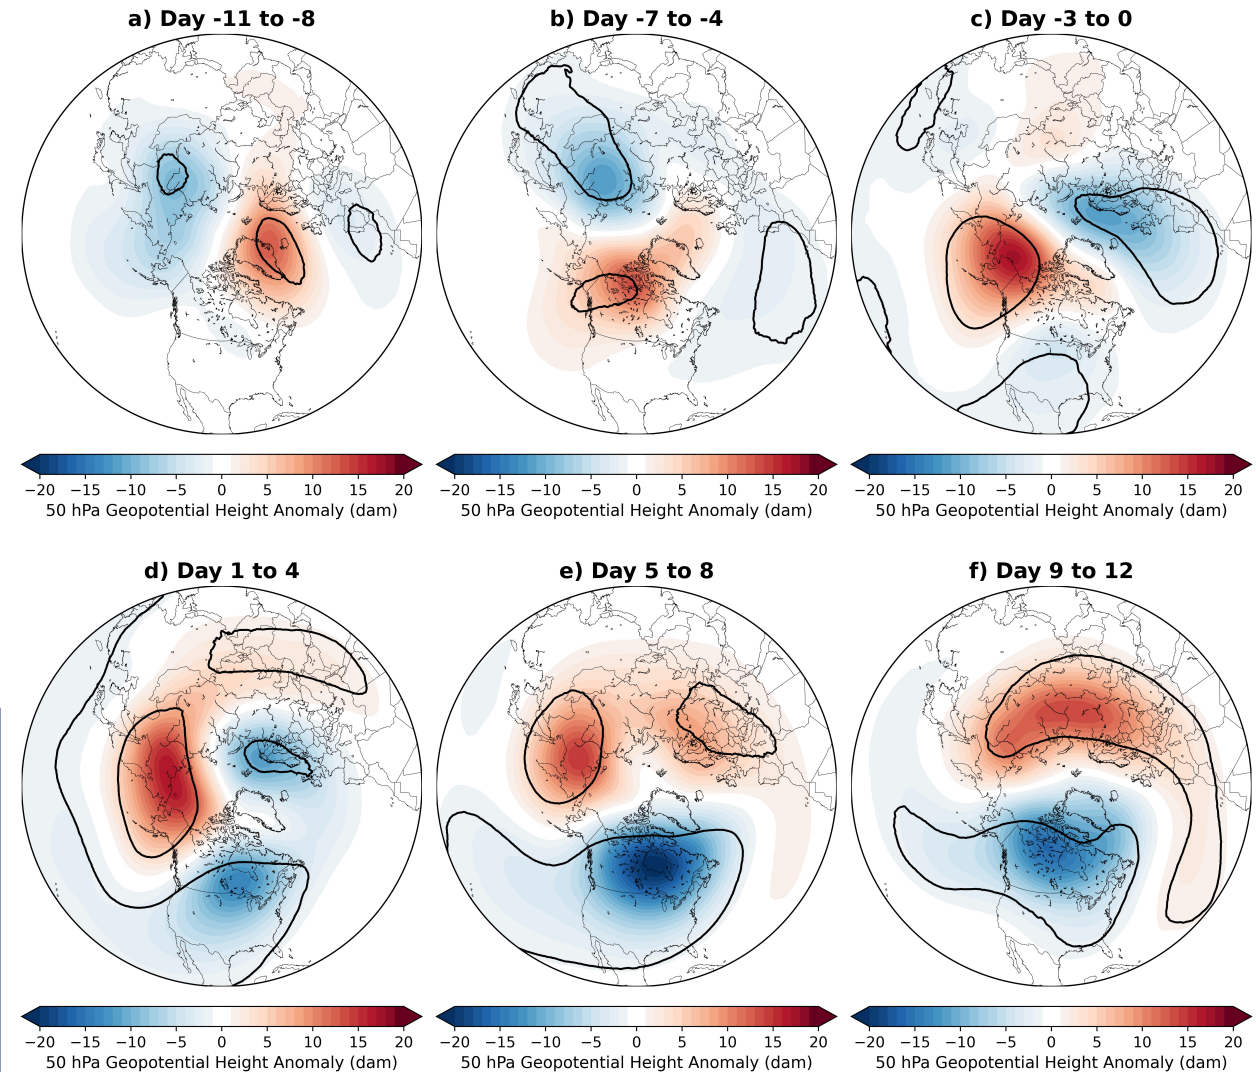 a) Day -11 to -8
b) Day -7 to -4
c) Day -3 to 0
−20 −15 −10 −5 0 5 10 15 20
50 hPa Geopotential Height Anomaly (dam)
−20 −15 −10 −5 0 5 10 15 20
50 hPa Geopotential Height Anomaly (dam)
−20 −15 −10 −5 0 5 10 15 20
50 hPa Geopotential Height Anomaly (dam)
d) Day 1 to 4
e) Day 5 to 8
f) Day 9 to 12
−20 −15 −10 −5 0 5 10 15 20
50 hPa Geopotential Height Anomaly (dam)
−20 −15 −10 −5 0 5 10 15 20
50 hPa Geopotential Height Anomaly (dam)
−20 −15 −10 −5 0 5 10 15 20
50 hPa Geopotential Height Anomaly (dam)